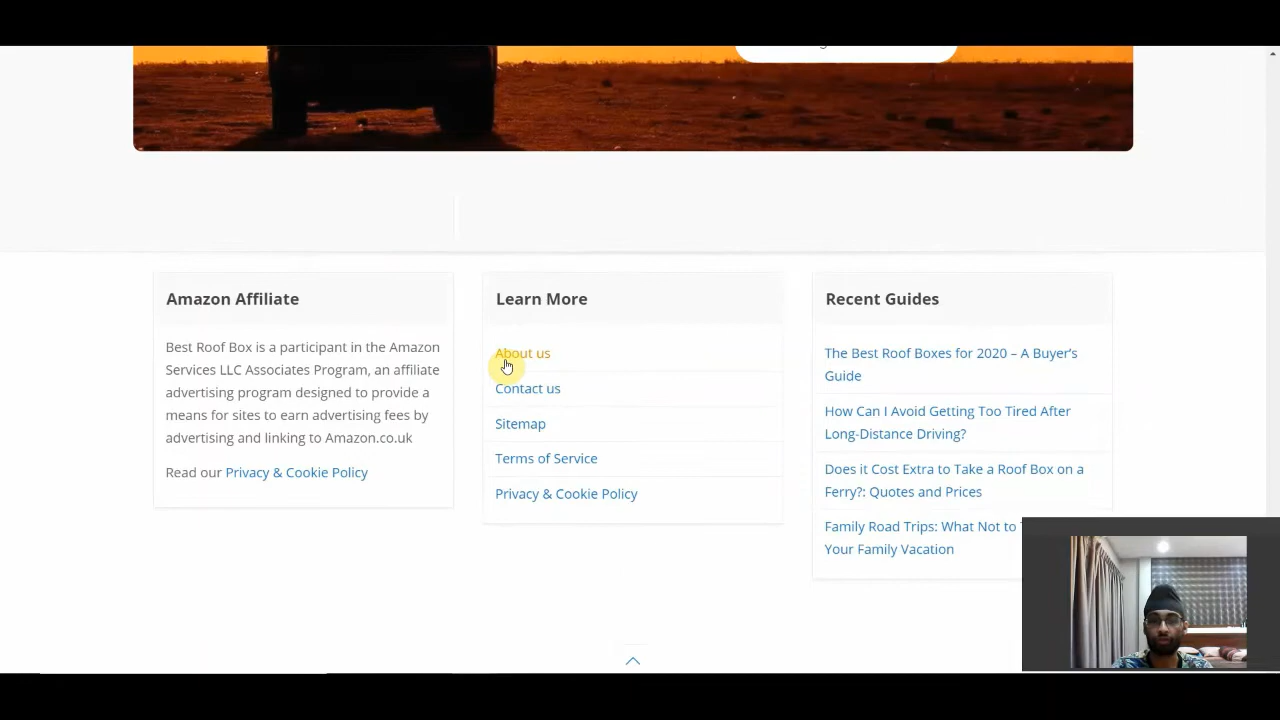 Amazon Affiliate
Best Roof Box is a participant in the Amazon
Services LLC Associates Program, an affiliate
advertising program designed to provide a
means for sites to earn advertising fees by
advertising and linking to Amazon.co.uk
Read our Privacy & Cookie Policy
Learn More
About us
Contact us
Sitemap
Terms of Service
Privacy & Cookie Policy
Recent Guides
The Best Roof Boxes for 2020 – A Buyer's
Guide
How Can I Avoid Getting Too Tired After
Long-Distance Driving?
Does it Cost Extra to Take a Roof Box on a
Ferry?: Quotes and Prices
Family Road Trips: What Not to
Your Family Vacation